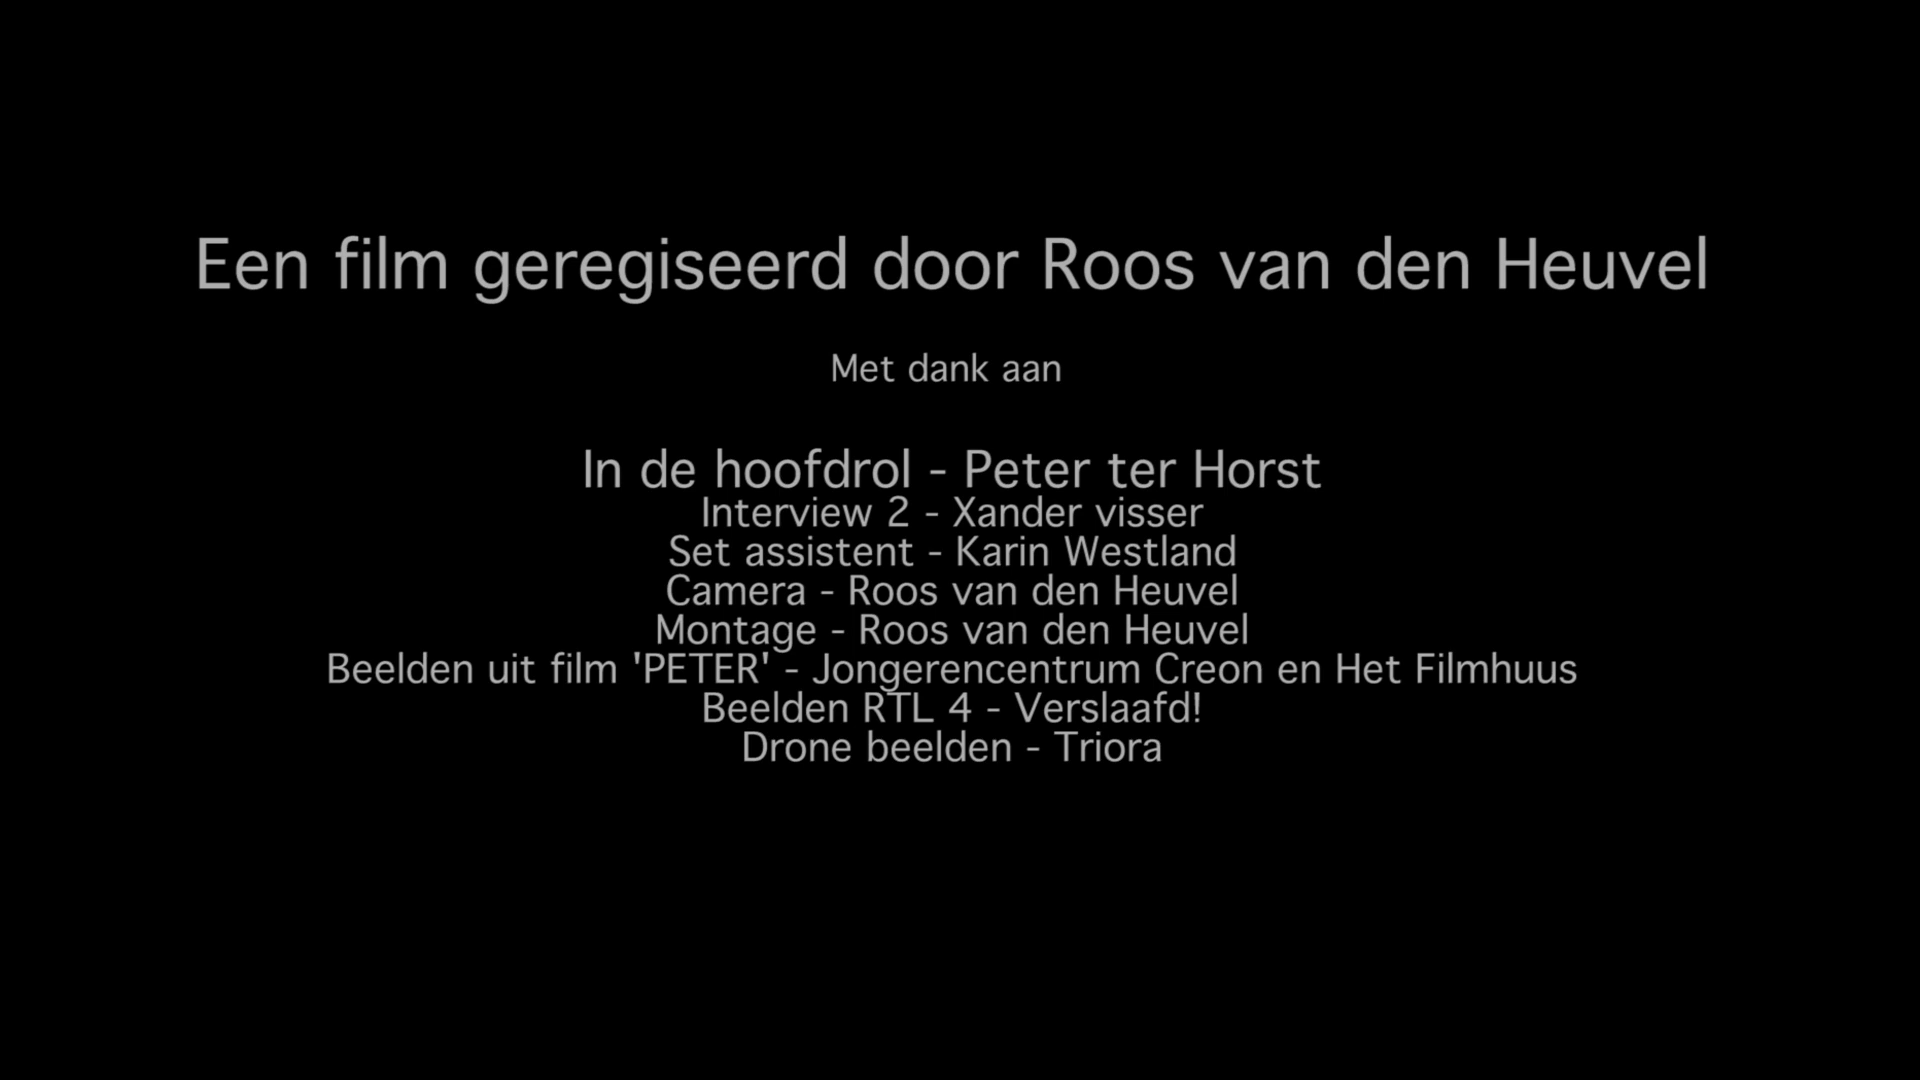 Een film geregiseerd door Roos van den Heuvel
Met dank aan
In de hoofdrol - Peter ter Horst
Interview 2 - Xander visser
Set assistent - Karin Westland
Camera - Roos van den Heuvel
Montage - Roos van den Heuvel
Beelden uit film 'PETER' - Jongerencentrum Creon en Het Filmhuus
Beelden RTL 4 - Verslaafd!
Drone beelden - Triora